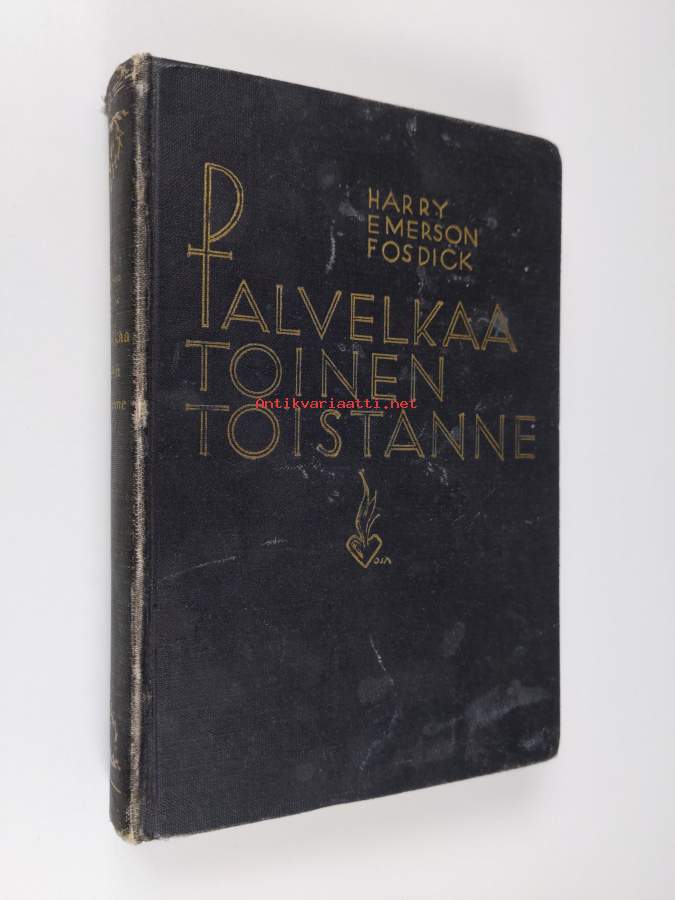 HARRY
EMERSON
FOSDICK
PALVELKAA
TOINEN
Antikvariaatti.net
TOISTANNE